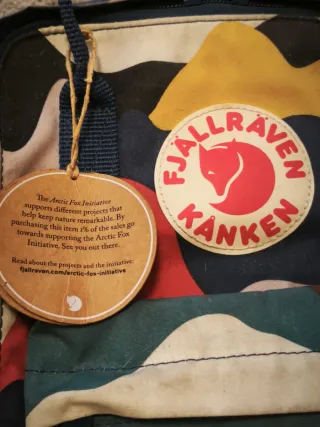 The Arctic Fox Initiative
supports different projects that
help keep nature remarkable. By
purchasing this item 1% of the sales go
towards supporting the Arctic Fox
Initiative. See you out there.
Read about the projects and the initiative:
fjallraven.com/arctic-fox-initiative
FJÄLLRÄVEN
KÅNKEN